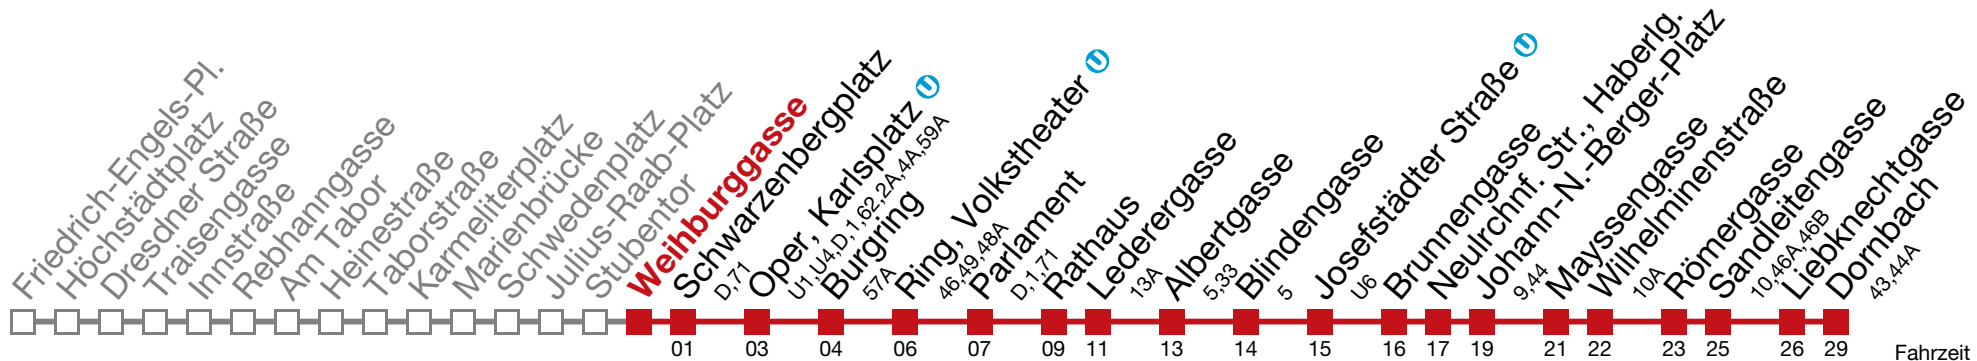 Friedrich-Engels-Pl.
Höchstädtplatz
Dresdner Straße
Traisengasse
Innstraße
Rebhanngasse
Am Tabor
Heinestraße
Taborstraße
Karmeliterplatz
Marienbrücke
Schwedenplatz
Julius-Raab-Platz
Stubentor
Weihburggasse
Schwarzenbergplatz
D,71
Oper, Karlsplatz U
U1,U4,D,1,62,2A,4A,59A
Burgring
57A
Ring, Volkstheater U
46,49,48A
Parlament
D,1,71
Rathaus
Lederergasse
13A
Albertgasse
5,33
Blindengasse
5
Josefstädter Straße U
U6
Brunnengasse
Neulrchnf. Str., Haberlg.
Johann-N.-Berger-Platz
9,44
Mayssengasse
Wilhelminenstraße
10A
Römergasse
Sandleitengasse
10,46A,46B
Liebknechtgasse
Dornbach
43,44A
01 03 04 06 07 09 11 13 14 15 16 17 19 21 22 23 25 26 29 Fahrzeit